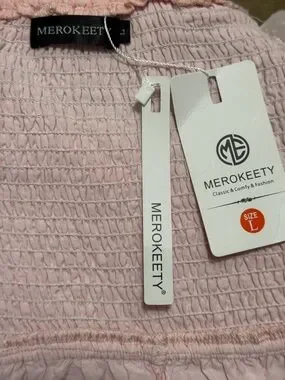 MEROKEETY L
MEROKEETY®
ME
MEROKEETY
Classic & Comfy & Fashion
SIZE
L